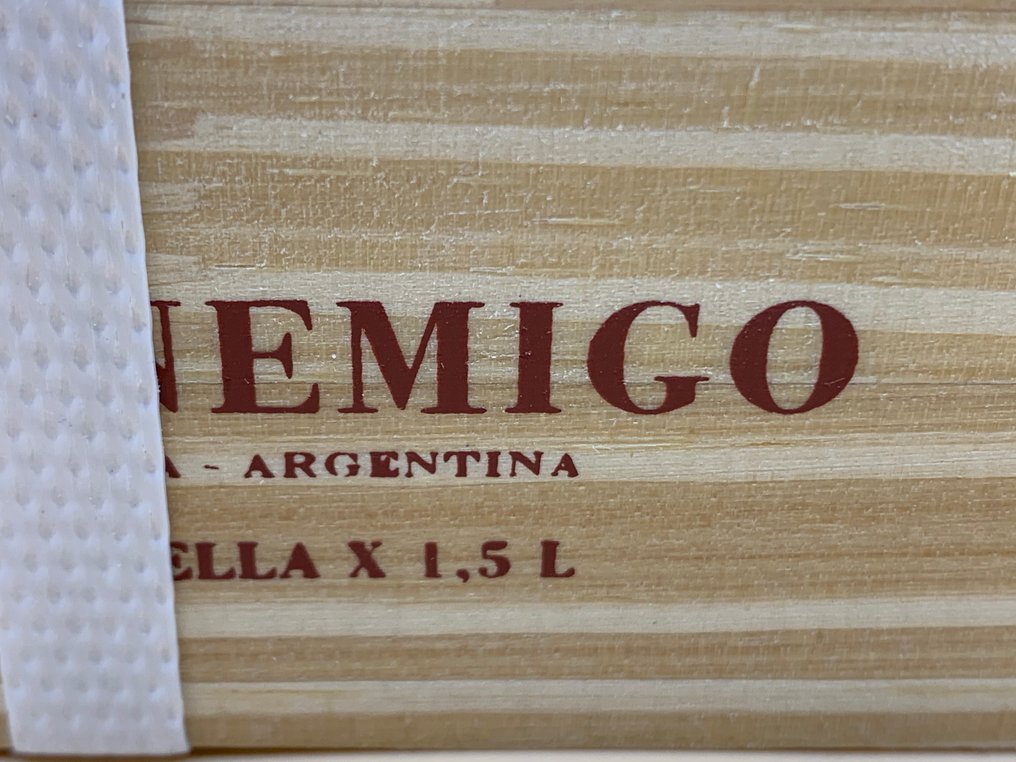 NEMIGO
A - ARGENTINA
ELLA X 1,5 L